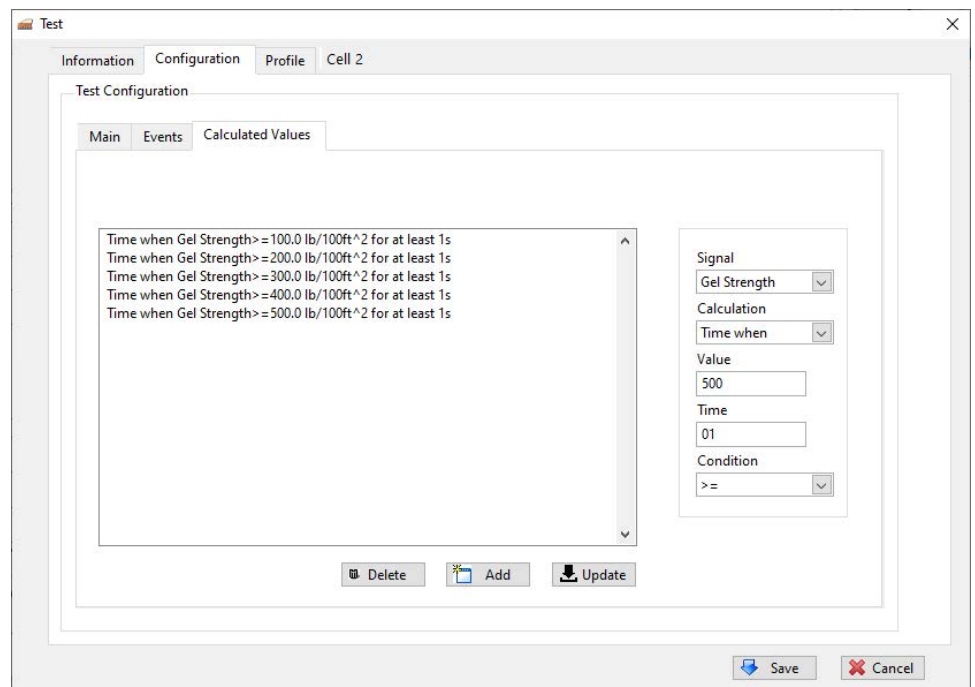 Test
Information Configuration Profile Cell 2
Test Configuration
Main Events Calculated Values
Time when Gel Strength>=100.0 lb/100ft^2 for at least 1s
Time when Gel Strength>=200.0 lb/100ft^2 for at least 1s
Time when Gel Strength>=300.0 lb/100ft^2 for at least 1s
Time when Gel Strength>=400.0 lb/100ft^2 for at least 1s
Time when Gel Strength>=500.0 lb/100ft^2 for at least 1s
Signal
Gel Strength
Calculation
Time when
Value
500
Time
01
Condition
>=
Delete Add Update
Save Cancel